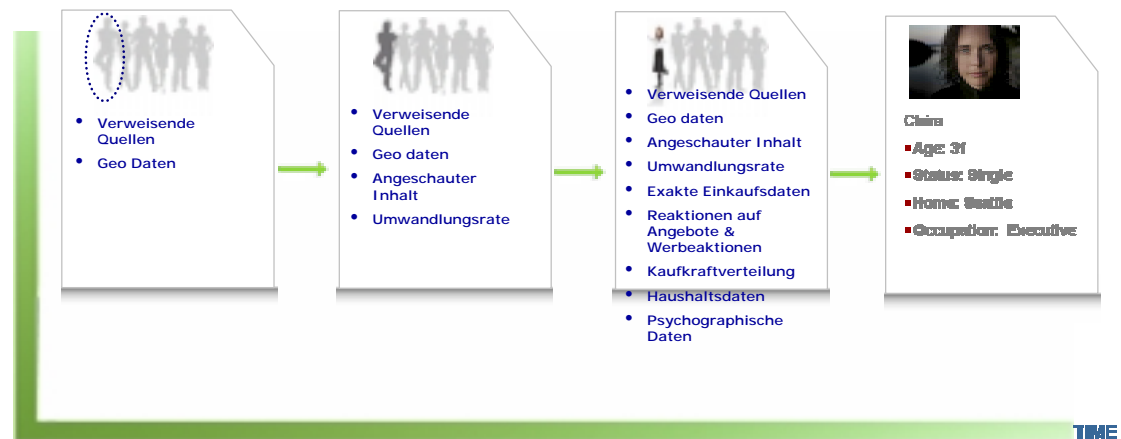 Verweisende
Quellen
Geo Daten
Verweisende
Quellen
Geo daten
Angeschauter
Inhalt
Umwandlungsrate
Verweisende Quellen
Geo daten
Angeschauter Inhalt
Umwandlungsrate
Exakte Einkaufsdaten
Reaktionen auf
Angebote &
Werbeaktionen
Kaufkraftverteilung
Haushaltsdaten
Psychographische
Daten
Claire
Age: 31
Status: Single
Home: Seattle
Occupation: Executive
TIME